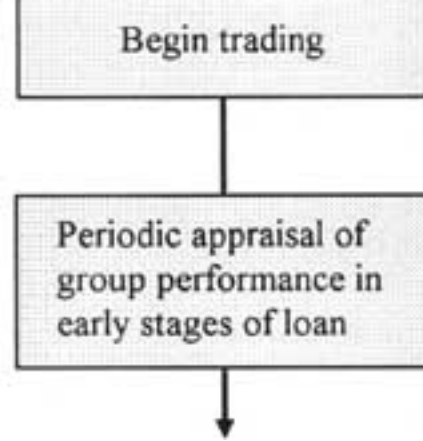 Begin trading
Periodic appraisal of
group performance in
early stages of loan